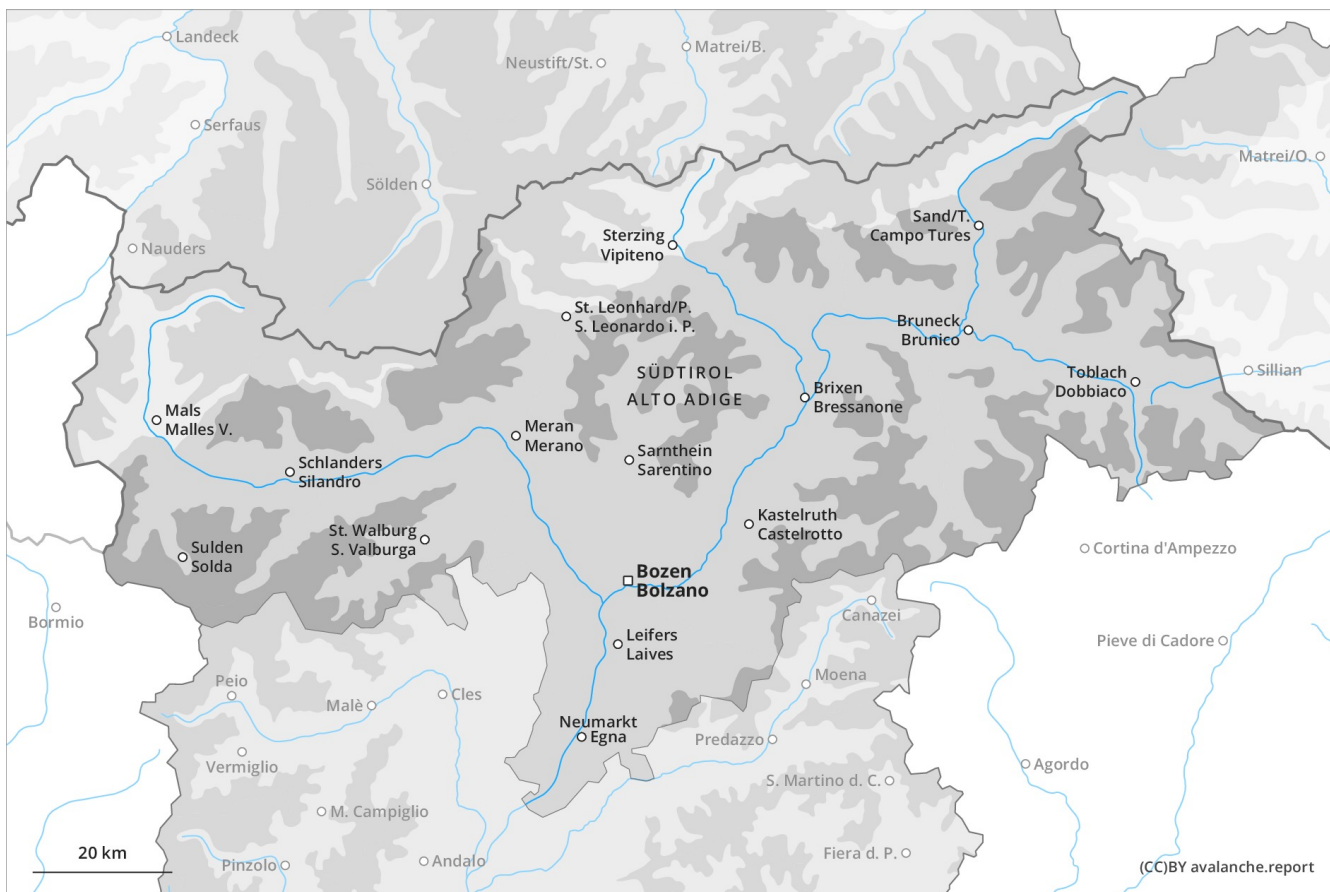 Landeck
Matrei/B.
Neustift/St.
Serfaus
Matrei/O.
Sölden
Sand/T.
Campo Tures
Sterzing
Vipiteno
Nauders
St. Leonhard/P.
S. Leonardo i. P.
Bruneck
Brunico
SÜDTIROL
ALTO ADIGE
Toblach
Dobbiaco
Sillian
Brixen
Bressanone
Mals
Malles V.
Meran
Merano
Sarnthein
Sarentino
Schlanders
Silandro
Kastelruth
Castelrotto
St. Walburg
S. Valburga
Sulden
Solda
Cortina d'Ampezzo
Bozen
Bolzano
Bormio
Canazei
Leifers
Laives
Pieve di Cadore
Moena
Peio
Malè
Cles
Neumarkt
Egna
Predazzo
Vermiglio
Agordo
S. Martino d. C.
M. Campiglio
20 km
Pinzolo
Andalo
Fiera d. P.
(CC)BY avalanche.report